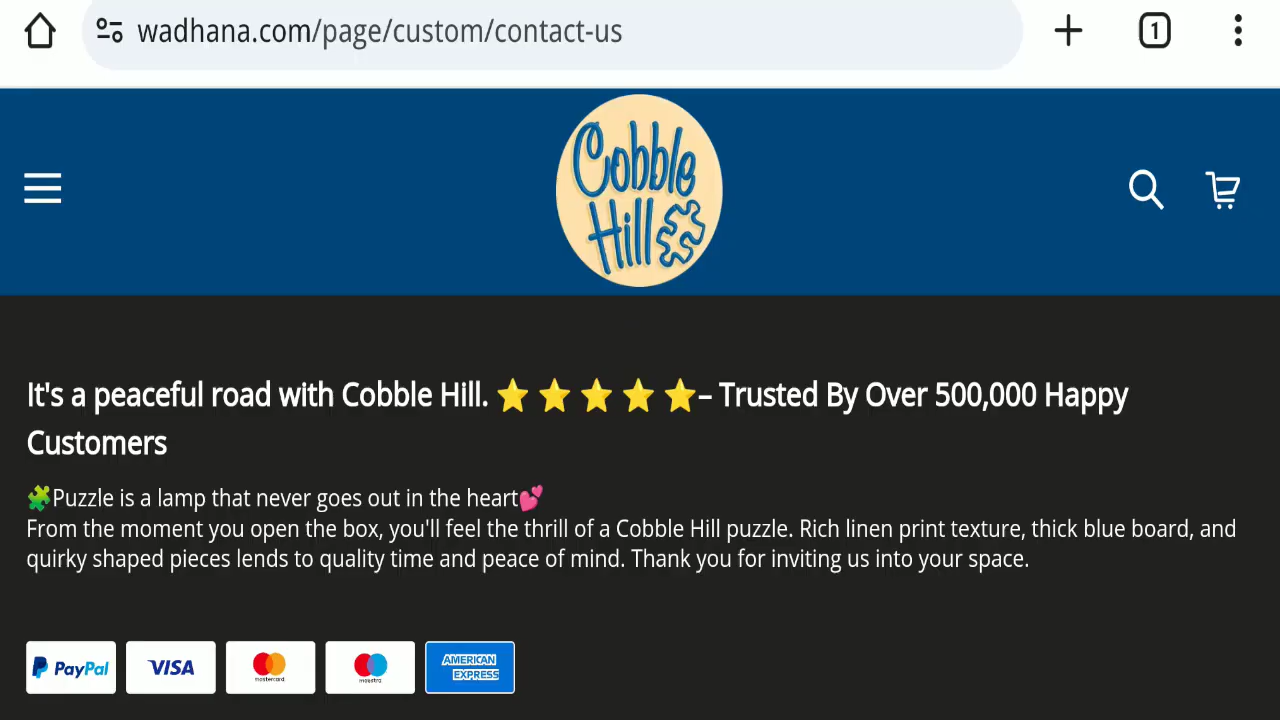 wadhana.com/page/custom/contact-us
1
Cobble
Hill
It's a peaceful road with Cobble Hill. ⭐⭐⭐⭐⭐– Trusted By Over 500,000 Happy
Customers
🧩Puzzle is a lamp that never goes out in the heart💕
From the moment you open the box, you'll feel the thrill of a Cobble Hill puzzle. Rich linen print texture, thick blue board, and
quirky shaped pieces lends to quality time and peace of mind. Thank you for inviting us into your space.
PayPal VISA mastercard maestro AMERICAN EXPRESS